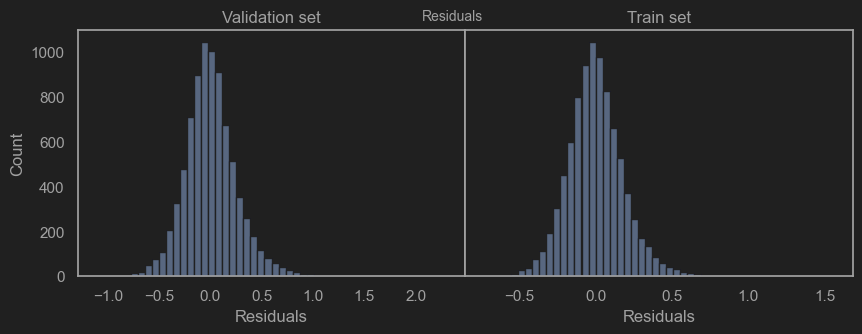 Residuals
Validation set
Train set
Count
1000
800
600
400
200
0
−1.0 −0.5 0.0 0.5 1.0 1.5 2.0
−0.5 0.0 0.5 1.0 1.5
Residuals
Residuals